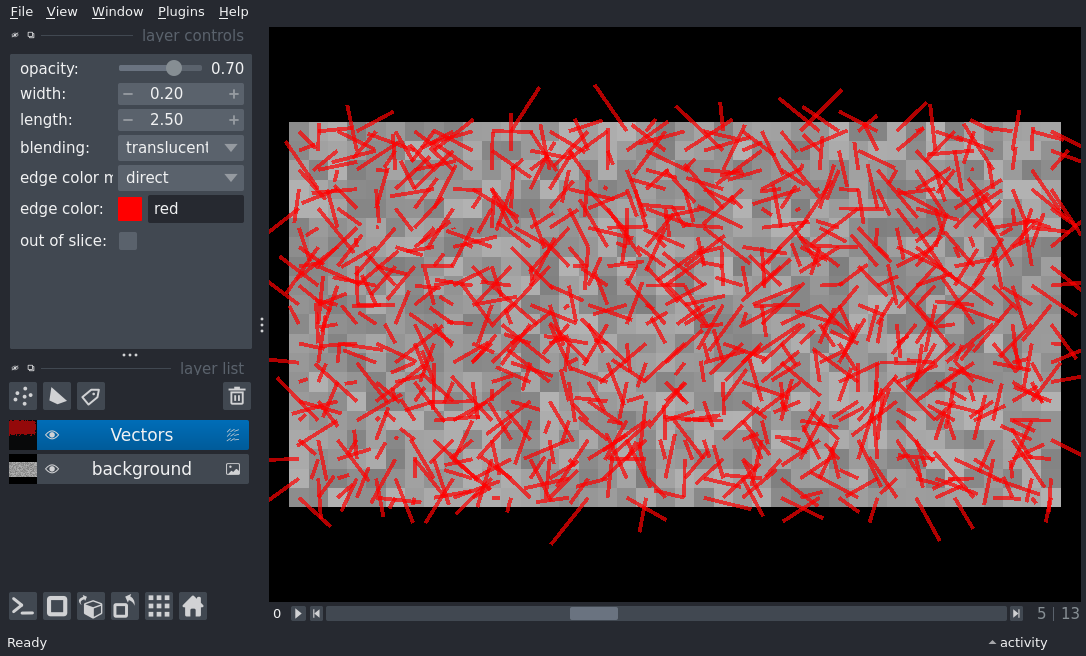 File View Window Plugins Help
layer controls
opacity: 0.70
width: 0.20
length: 2.50
blending: translucent
edge color m direct
edge color: red
out of slice:
layer list
Vectors
background
0 5 | 13
Ready activity